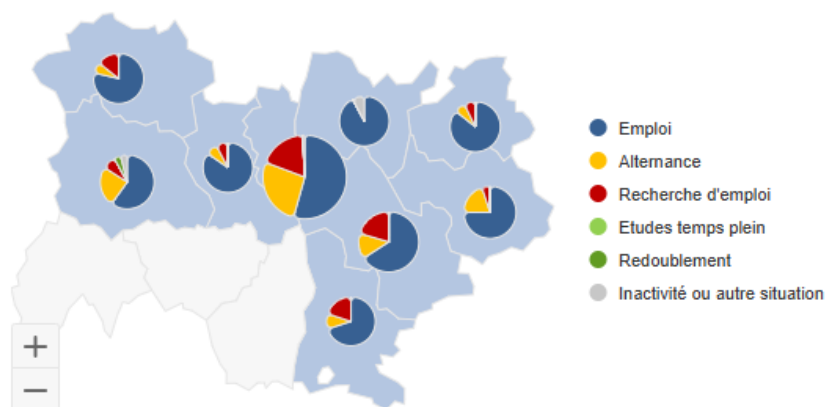 Emploi
Alternance
Recherche d'emploi
Etudes temps plein
Redoublement
Inactivité ou autre situation
+
−